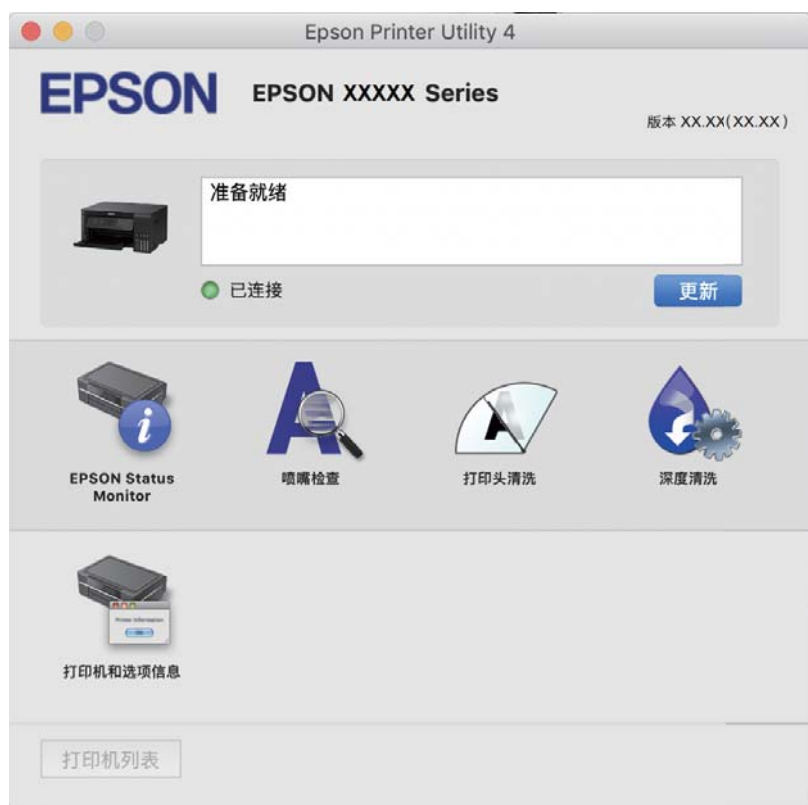 Epson Printer Utility 4
EPSON
EPSON XXXXX Series
版本 XX.XX(XX.XX)
准备就绪
已连接
更新
EPSON Status
Monitor
喷嘴检查
打印头清洗
深度清洗
Printer Information
打印机和选项信息
打印机列表